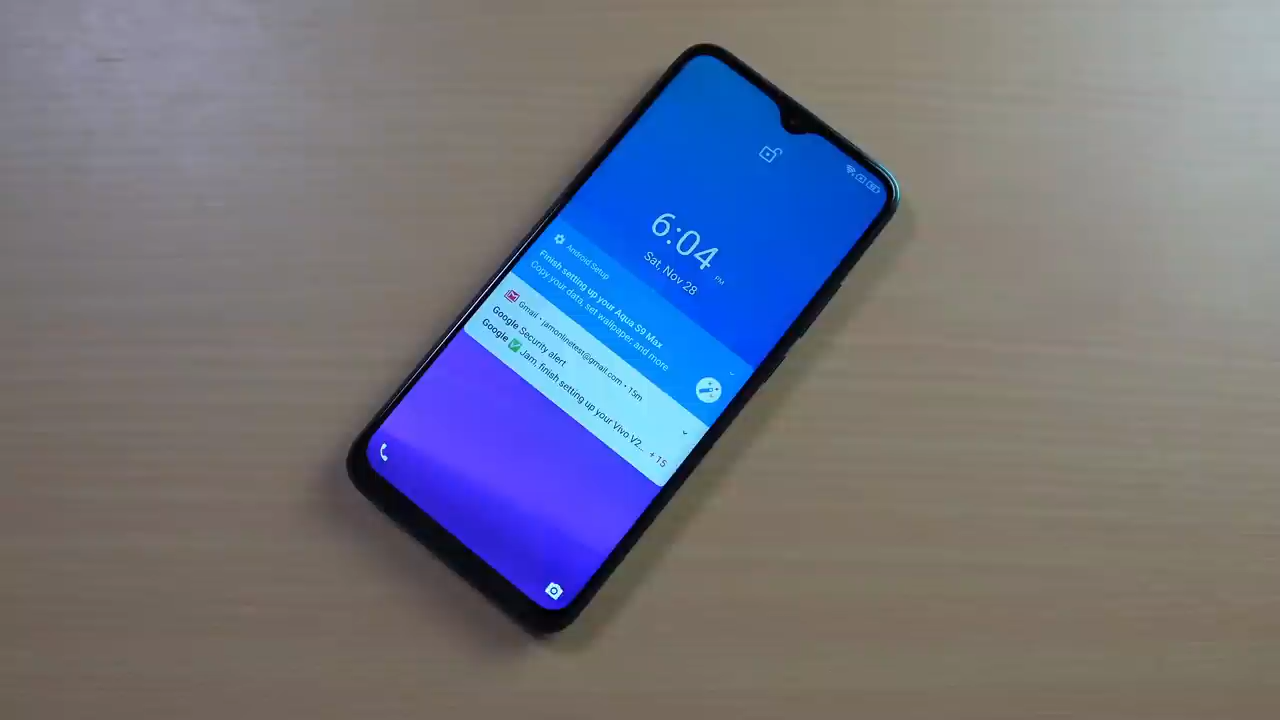 6:04 PM
Sat, Nov 28
Android Setup
Finish setting up your Aqua S9 Max
Copy your data, set wallpaper, and more
Gmail • jamonlinetest@gmail.com • 15m
Google Security alert
Google ✅ Jam, finish setting up your Vivo V2... +15